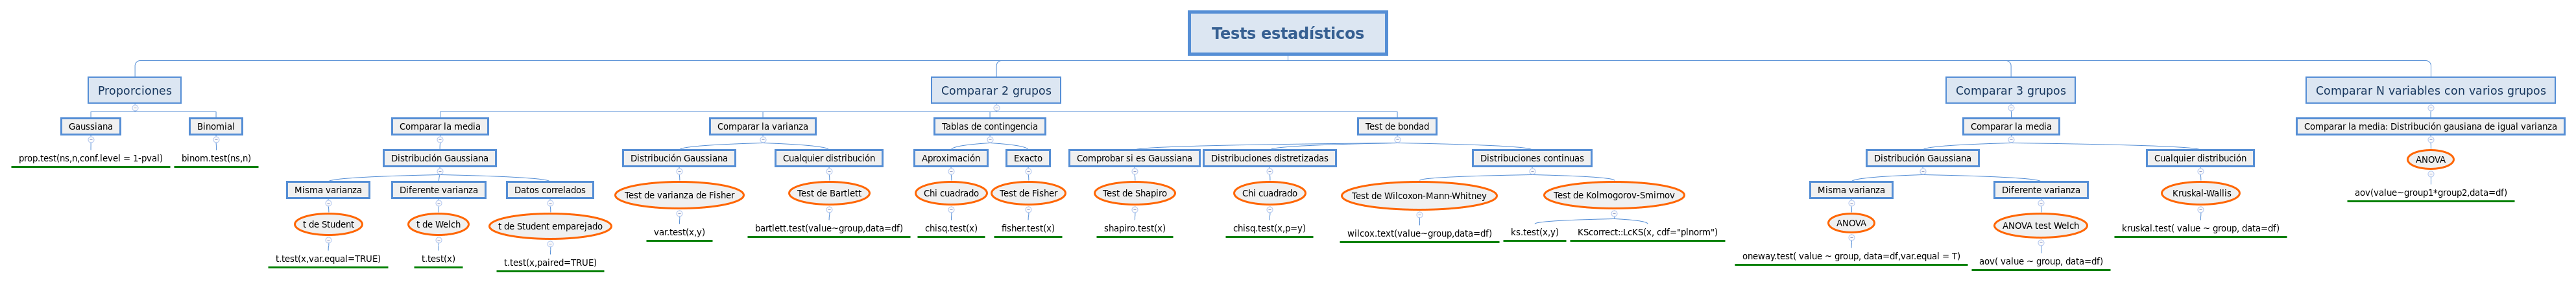 Tests estadísticos
Proporciones
Comparar 2 grupos
Comparar 3 grupos
Comparar N variables con varios grupos
Gaussiana
Binomial
Comparar la media
Comparar la varianza
Tablas de contingencia
Test de bondad
Comparar la media
Comparar la media: Distribución gausiana de igual varianza
prop.test(ns,n,conf.level = 1-pval)
binom.test(ns,n)
Distribución Gaussiana
Distribución Gaussiana
Cualquier distribución
Aproximación
Exacto
Comprobar si es Gaussiana
Distribuciones distretizadas
Distribuciones continuas
Distribución Gaussiana
Cualquier distribución
ANOVA
Misma varianza
Diferente varianza
Datos correlados
Test de varianza de Fisher
Test de Bartlett
Chi cuadrado
Test de Fisher
Test de Shapiro
Chi cuadrado
Test de Wilcoxon-Mann-Whitney
Test de Kolmogorov-Smirnov
Misma varianza
Diferente varianza
Kruskal-Wallis
aov(value~group1*group2,data=df)
t de Student
t de Welch
t de Student emparejado
var.test(x,y)
bartlett.test(value~group,data=df)
chisq.test(x)
fisher.test(x)
shapiro.test(x)
chisq.test(x,p=y)
wilcox.text(value~group,data=df)
ks.test(x,y)
KScorrect::LcKS(x, cdf="plnorm")
ANOVA
ANOVA test Welch
kruskal.test( value ~ group, data=df)
t.test(x,var.equal=TRUE)
t.test(x)
t.test(x,paired=TRUE)
oneway.test( value ~ group, data=df,var.equal = T)
aov( value ~ group, data=df)